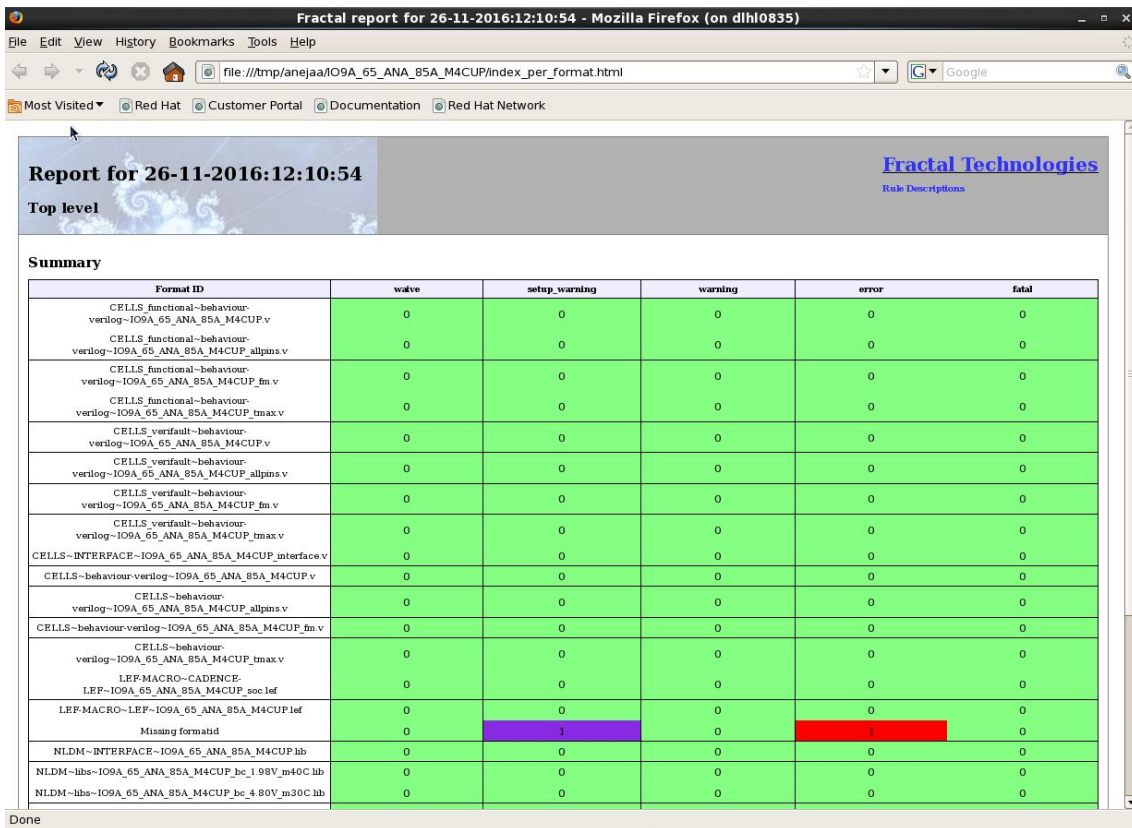 Fractal report for 26-11-2016:12:10:54 - Mozilla Firefox (on dlhl0835)
File Edit View History Bookmarks Tools Help
file:///tmp/anejaa/IO9A_65_ANA_85A_M4CUP/index_per_format.html
Google
Most Visited Red Hat Customer Portal Documentation Red Hat Network
Report for 26-11-2016:12:10:54
Top level
Fractal Technologies
Rule Descriptions
Summary
Format ID waive setup_warning warning error fatal
CELLS_functional~behaviour-
verilog~IO9A_65_ANA_85A_M4CUP.v 0 0 0 0 0
CELLS_functional~behaviour-
verilog~IO9A_65_ANA_85A_M4CUP_allpins.v 0 0 0 0 0
CELLS_functional~behaviour-
verilog~IO9A_65_ANA_85A_M4CUP_fm.v 0 0 0 0 0
CELLS_functional~behaviour-
verilog~IO9A_65_ANA_85A_M4CUP_tmax.v 0 0 0 0 0
CELLS_verifault~behaviour-
verilog~IO9A_65_ANA_85A_M4CUP.v 0 0 0 0 0
CELLS_verifault~behaviour-
verilog~IO9A_65_ANA_85A_M4CUP_allpins.v 0 0 0 0 0
CELLS_verifault~behaviour-
verilog~IO9A_65_ANA_85A_M4CUP_fm.v 0 0 0 0 0
CELLS_verifault~behaviour-
verilog~IO9A_65_ANA_85A_M4CUP_tmax.v 0 0 0 0 0
CELLS~INTERFACE~IO9A_65_ANA_85A_M4CUP_interface.v 0 0 0 0 0
CELLS~behaviour-verilog~IO9A_65_ANA_85A_M4CUP.v 0 0 0 0 0
CELLS~behaviour-
verilog~IO9A_65_ANA_85A_M4CUP_allpins.v 0 0 0 0 0
CELLS~behaviour-verilog~IO9A_65_ANA_85A_M4CUP_fm.v 0 0 0 0 0
CELLS~behaviour-
verilog~IO9A_65_ANA_85A_M4CUP_tmax.v 0 0 0 0 0
LEF-MACRO~CADENCE-
LEF~IO9A_65_ANA_85A_M4CUP_soc.lef 0 0 0 0 0
LEF-MACRO~LEF~IO9A_65_ANA_85A_M4CUP.lef 0 0 0 0 0
Missing formatid 0 1 0 1 0
NLDM~INTERFACE~IO9A_65_ANA_85A_M4CUP.lib 0 0 0 0 0
NLDM~libs~IO9A_65_ANA_85A_M4CUP_bc_1.98V_m40C.lib 0 0 0 0 0
NLDM~libs~IO9A_65_ANA_85A_M4CUP_bc_4.80V_m30C.lib 0 0 0 0 0
Done